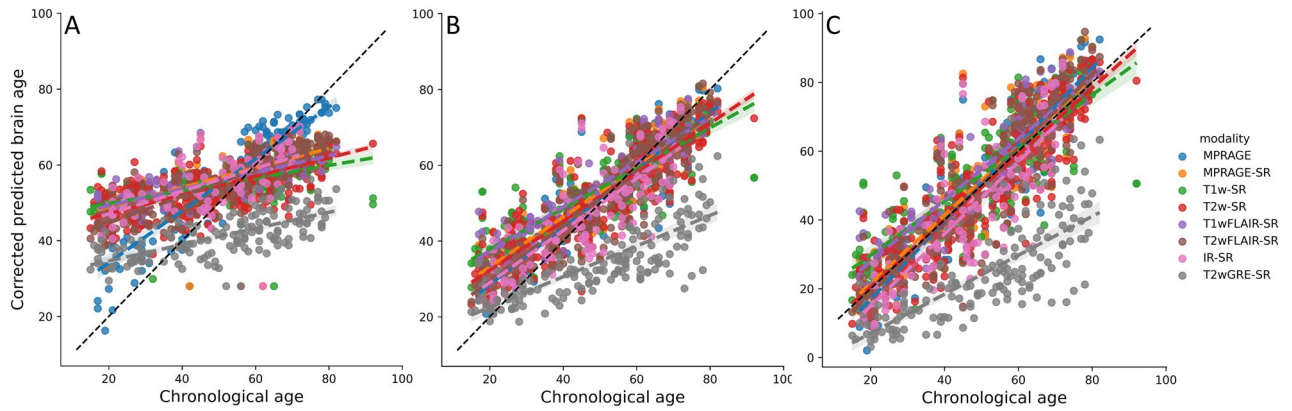 A
B
C
100
80
60
40
20
20
40
60
80
100
Chronological age
Corrected predicted brain age
100
80
60
40
20
20
40
60
80
100
Chronological age
100
80
60
40
20
0
20
40
60
80
100
Chronological age
modality
MPRAGE
MPRAGE-SR
T1w-SR
T2w-SR
T1wFLAIR-SR
T2wFLAIR-SR
IR-SR
T2wGRE-SR